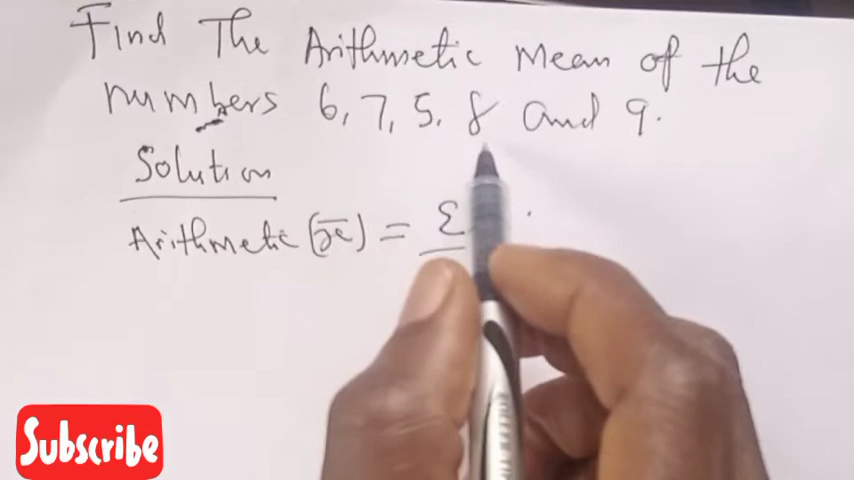 Find The Arithmetic Mean of the
numbers 6, 7, 5, 8 and 9.
Solution
Arithmetic (x̄) = Σ
Subscribe